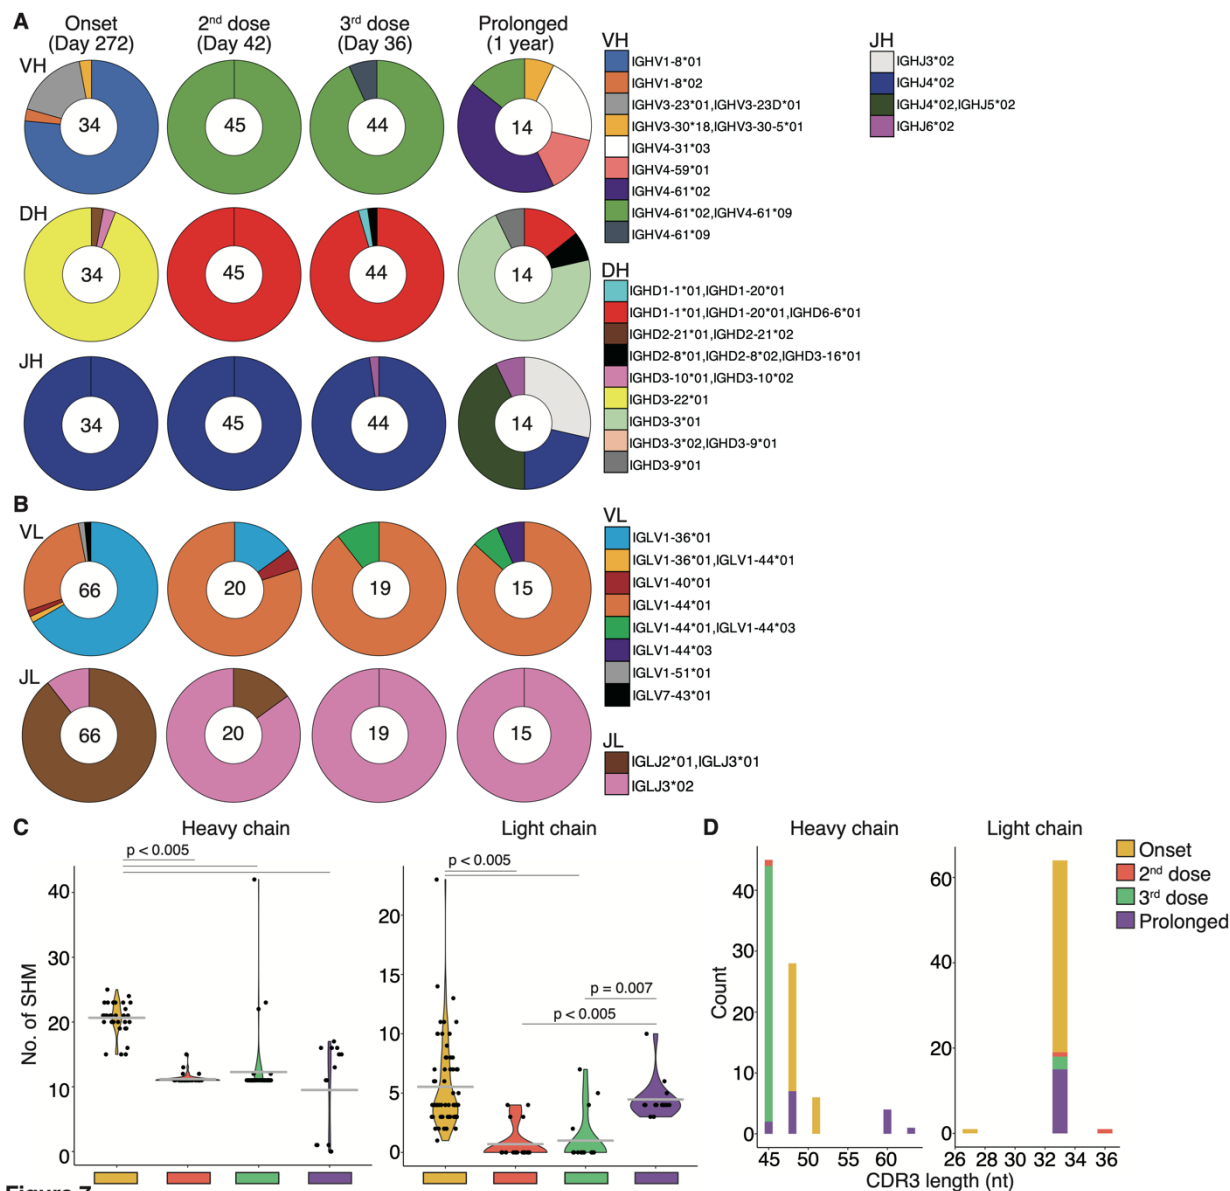 A
Onset
(Day 272)
2nd dose
(Day 42)
3rd dose
(Day 36)
Prolonged
(1 year)
VH
34
45
44
14
DH
34
45
44
14
JH
34
45
44
14
VH
IGHV1-8*01
IGHV1-8*02
IGHV3-23*01,IGHV3-23D*01
IGHV3-30*18,IGHV3-30-5*01
IGHV4-31*03
IGHV4-59*01
IGHV4-61*02
IGHV4-61*02,IGHV4-61*09
IGHV4-61*09
JH
IGHJ3*02
IGHJ4*02
IGHJ4*02,IGHJ5*02
IGHJ6*02
DH
IGHD1-1*01,IGHD1-20*01
IGHD1-1*01,IGHD1-20*01,IGHD6-6*01
IGHD2-21*01,IGHD2-21*02
IGHD2-8*01,IGHD2-8*02,IGHD3-16*01
IGHD3-10*01,IGHD3-10*02
IGHD3-22*01
IGHD3-3*01
IGHD3-3*02,IGHD3-9*01
IGHD3-9*01
B
VL
66
20
19
15
JL
66
20
19
15
VL
IGLV1-36*01
IGLV1-36*01,IGLV1-44*01
IGLV1-40*01
IGLV1-44*01
IGLV1-44*01,IGLV1-44*03
IGLV1-44*03
IGLV1-51*01
IGLV7-43*01
JL
IGLJ2*01,IGLJ3*01
IGLJ3*02
C
Heavy chain
p < 0.005
No. of SHM
40
30
20
10
0
Light chain
p < 0.005
p = 0.007
p < 0.005
20
15
10
5
0
D
Heavy chain
Count
40
30
20
10
0
45 50 55 60
Light chain
60
40
20
0
26 28 30 32 34 36
CDR3 length (nt)
Onset
2nd dose
3rd dose
Prolonged
Figure 7